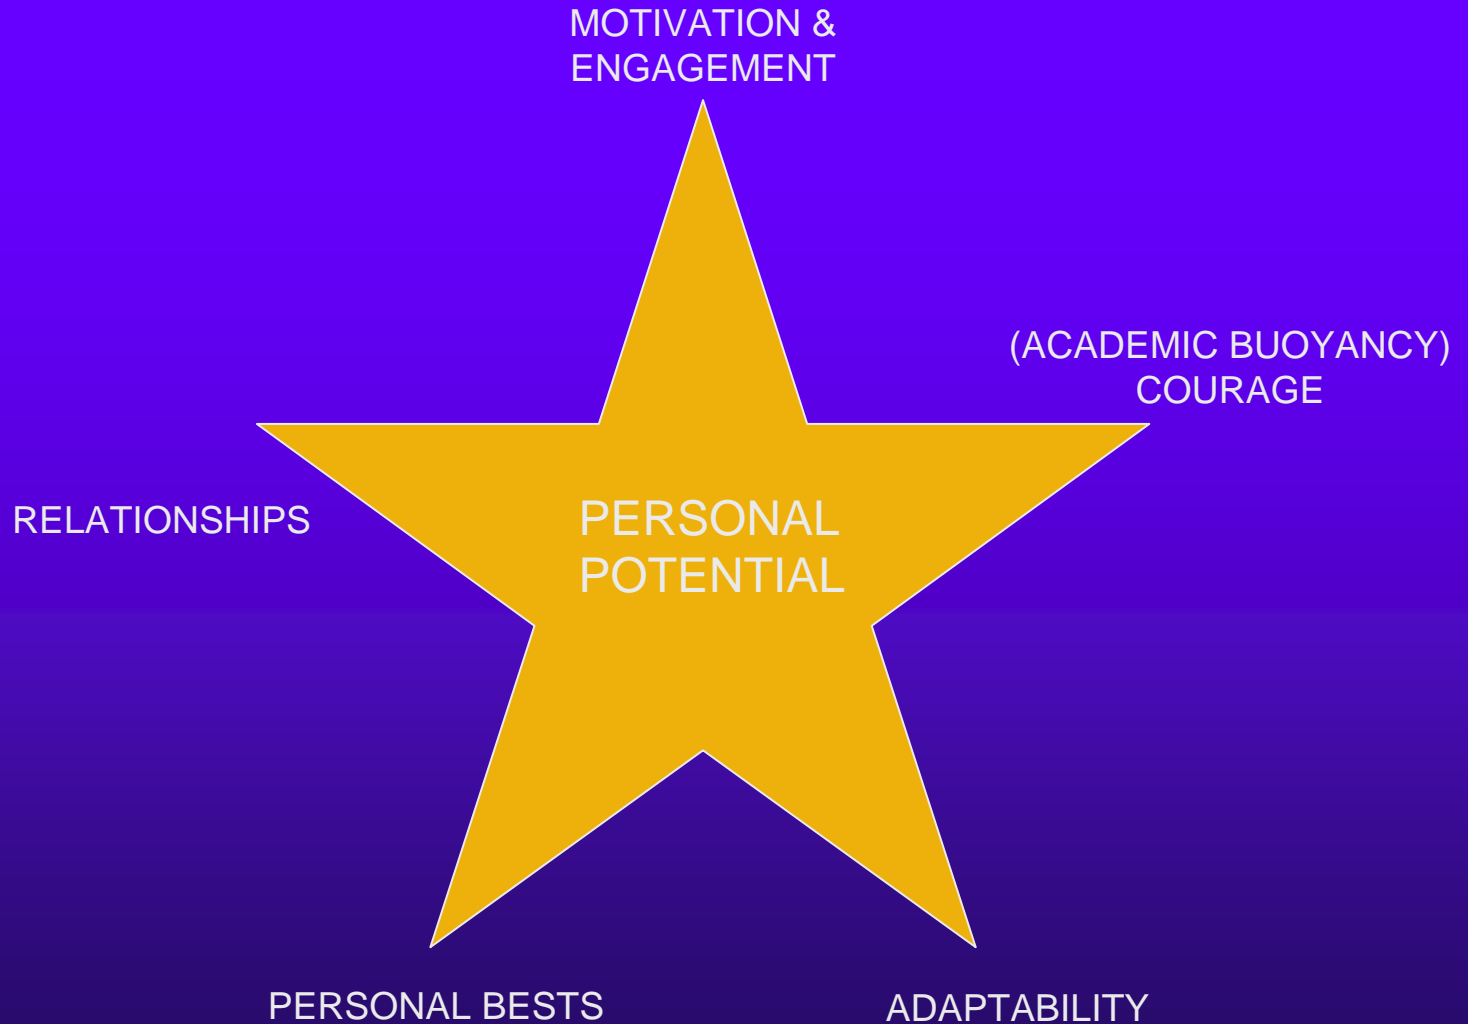 MOTIVATION &
ENGAGEMENT
(ACADEMIC BUOYANCY)
COURAGE
RELATIONSHIPS
PERSONAL
POTENTIAL
PERSONAL BESTS
ADAPTABILITY